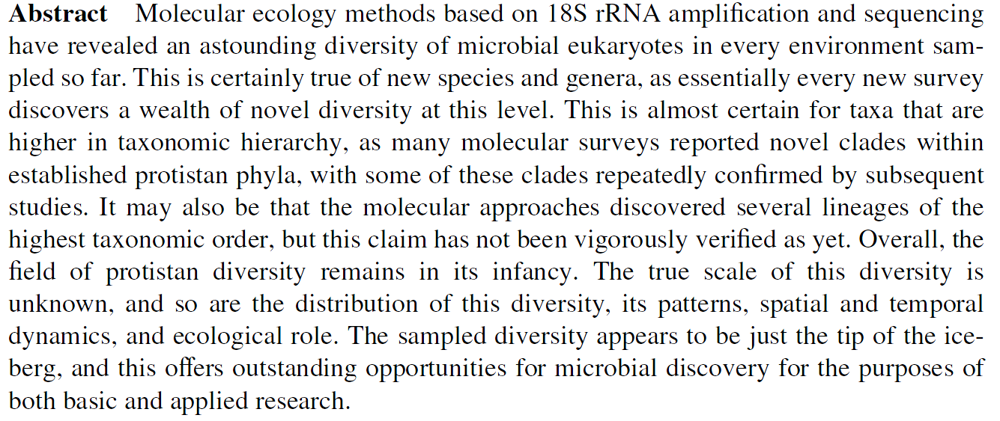 Abstract Molecular ecology methods based on 18S rRNA amplification and sequencing
have revealed an astounding diversity of microbial eukaryotes in every environment sam-
pled so far. This is certainly true of new species and genera, as essentially every new survey
discovers a wealth of novel diversity at this level. This is almost certain for taxa that are
higher in taxonomic hierarchy, as many molecular surveys reported novel clades within
established protistan phyla, with some of these clades repeatedly confirmed by subsequent
studies. It may also be that the molecular approaches discovered several lineages of the
highest taxonomic order, but this claim has not been vigorously verified as yet. Overall, the
field of protistan diversity remains in its infancy. The true scale of this diversity is
unknown, and so are the distribution of this diversity, its patterns, spatial and temporal
dynamics, and ecological role. The sampled diversity appears to be just the tip of the ice-
berg, and this offers outstanding opportunities for microbial discovery for the purposes of
both basic and applied research.